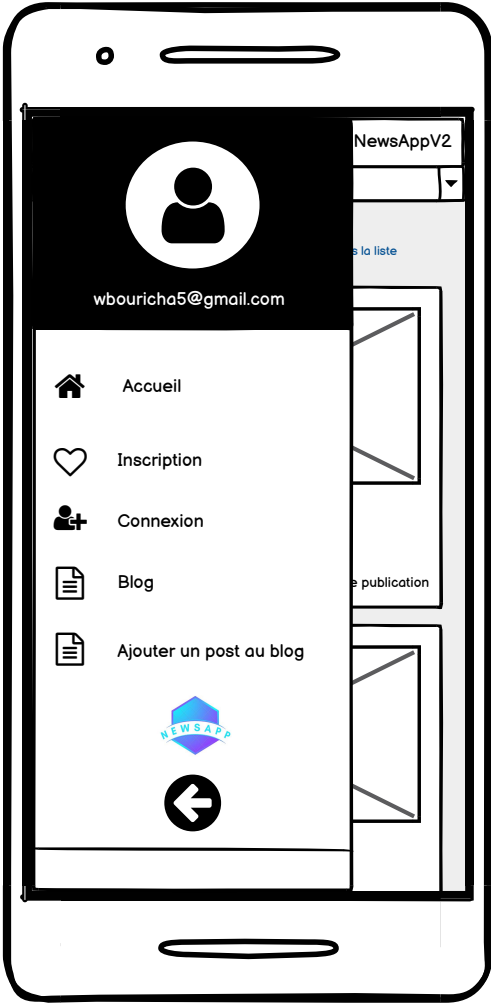 NewsAppV2
s la liste
wbouricha5@gmail.com
Accueil
Inscription
Connexion
Blog
e publication
Ajouter un post au blog
NEWSAPP